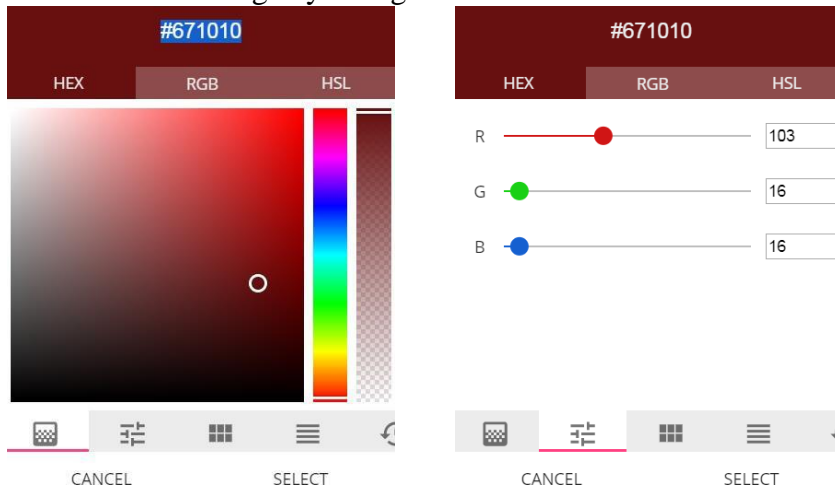 #671010
HEX RGB HSL
CANCEL SELECT
#671010
HEX RGB HSL
R 103
G 16
B 16
CANCEL SELECT